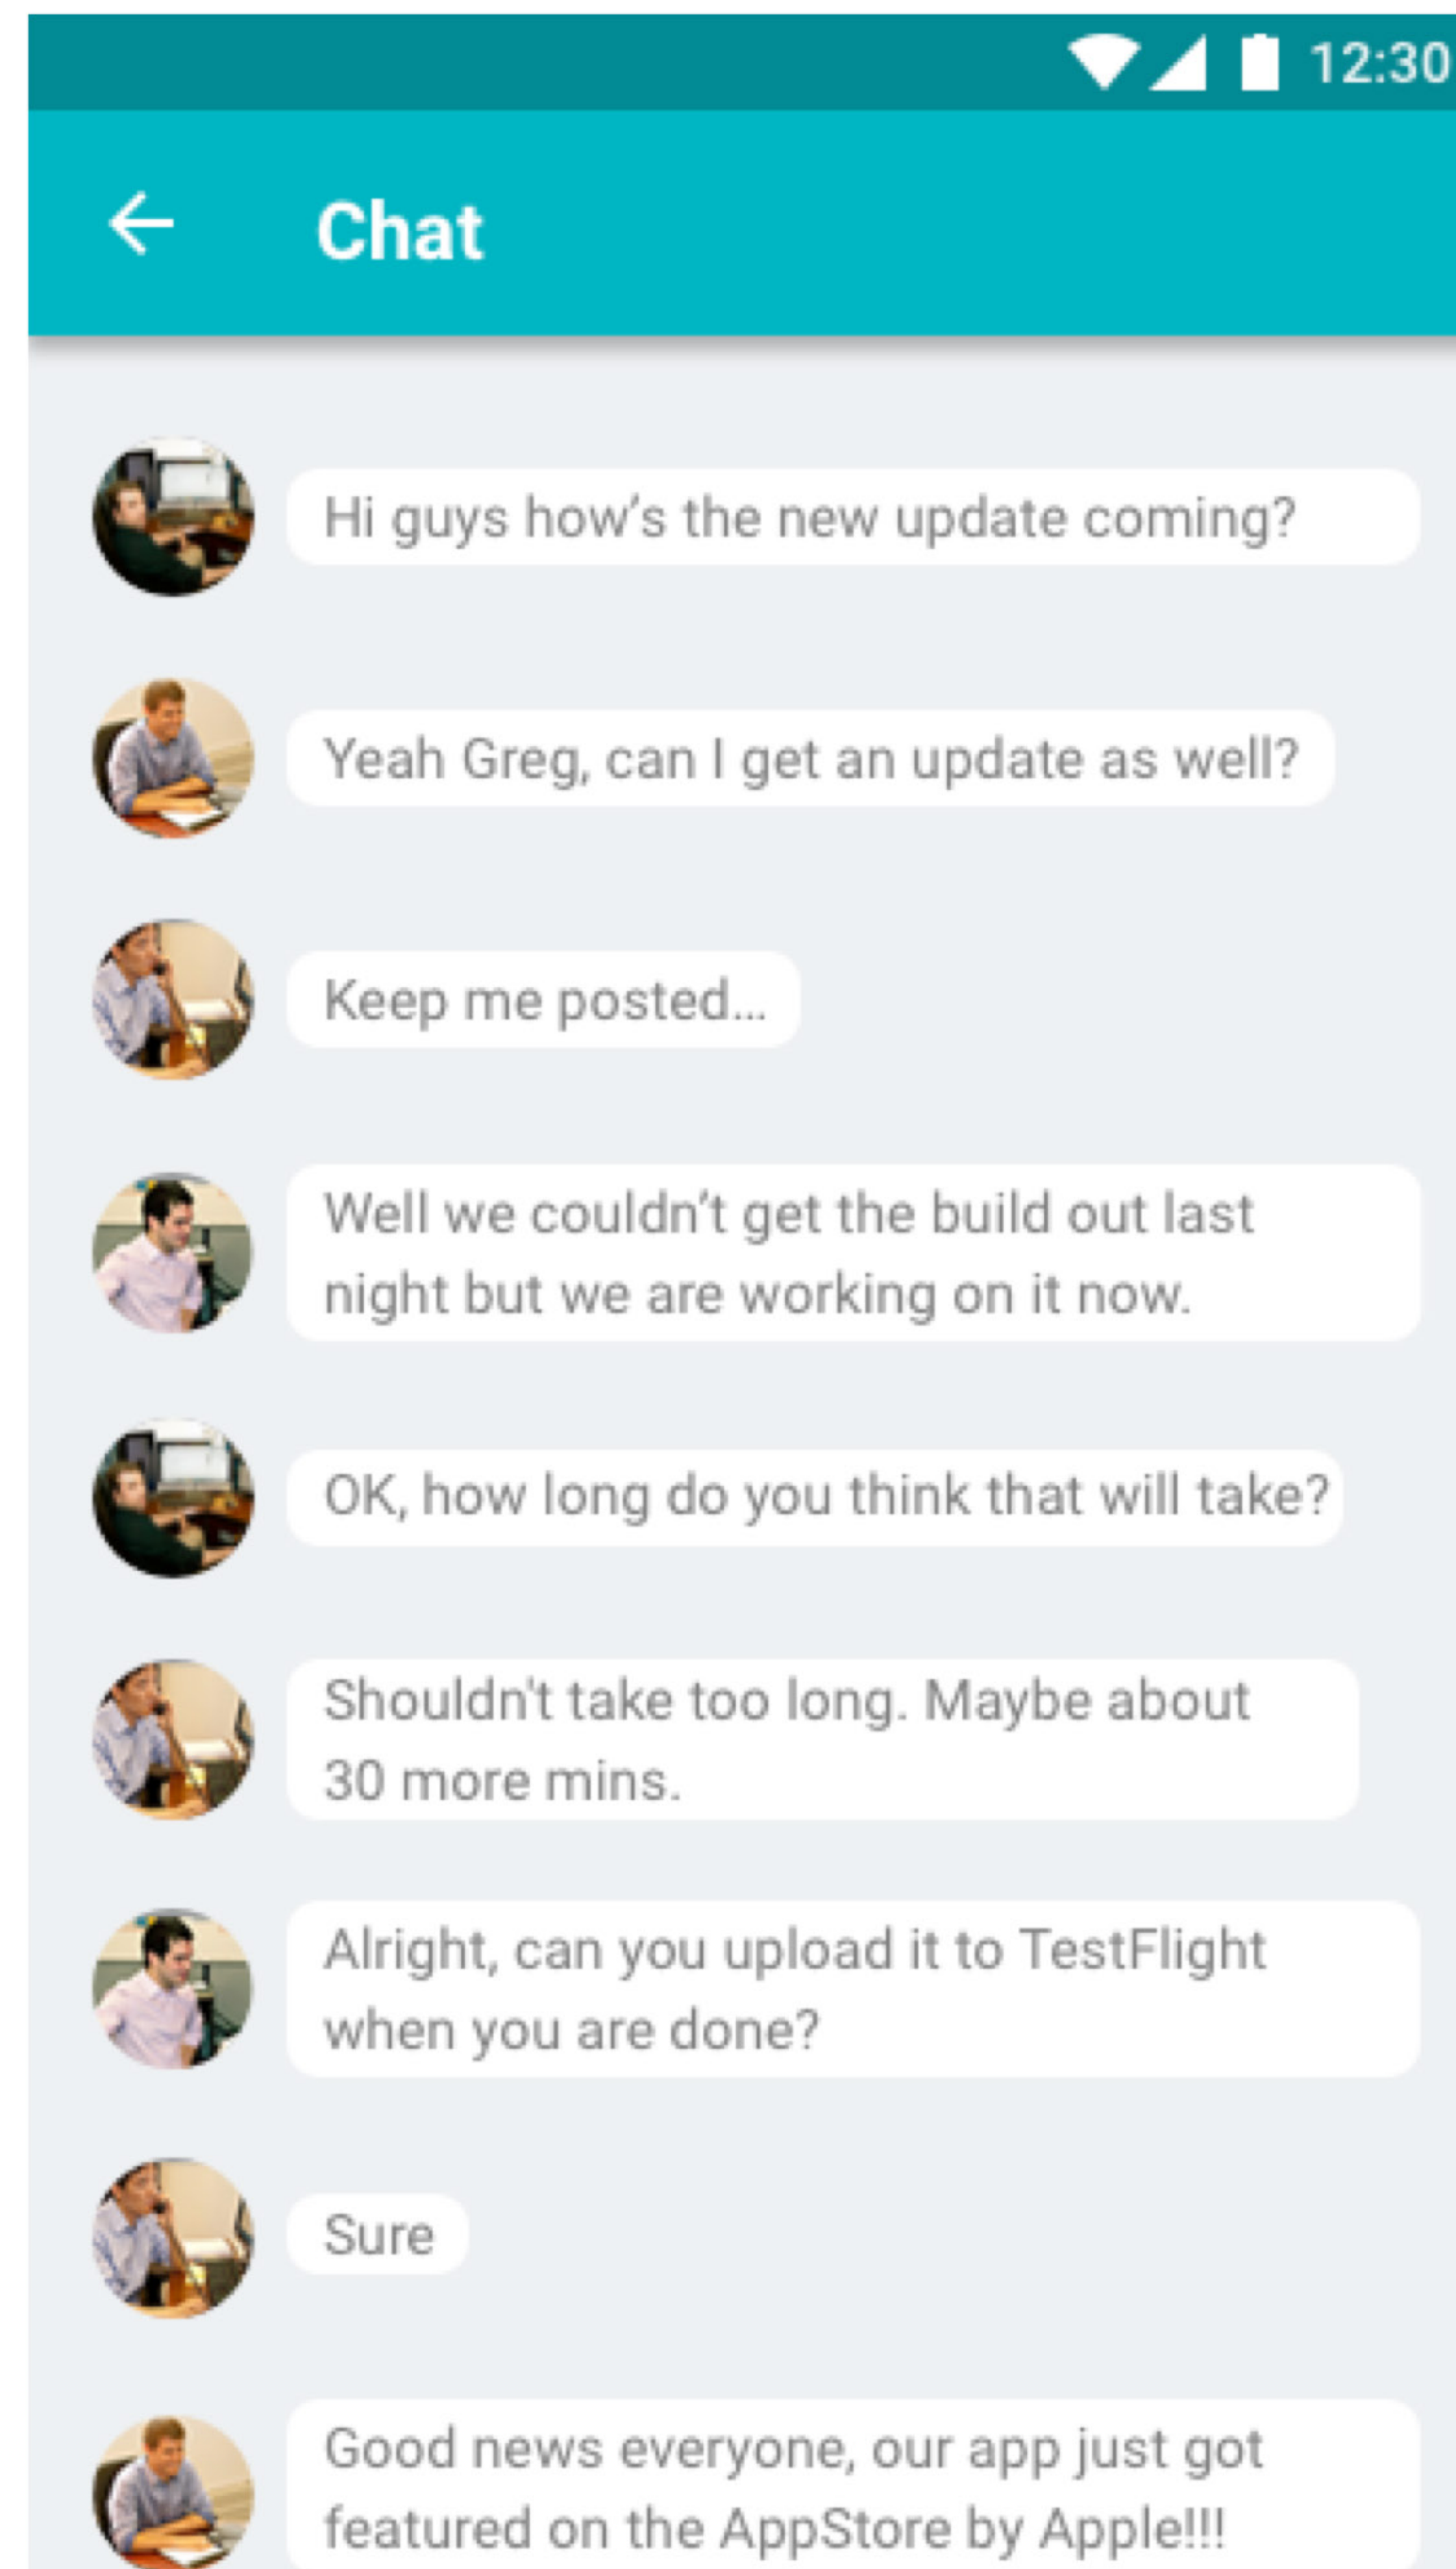 12:30
Chat
Hi guys how’s the new update coming?
Yeah Greg, can I get an update as well?
Keep me posted...
Well we couldn’t get the build out last
night but we are working on it now.
OK, how long do you think that will take?
Shouldn't take too long. Maybe about
30 more mins.
Alright, can you upload it to TestFlight
when you are done?
Sure
Good news everyone, our app just got
featured on the AppStore by Apple!!!